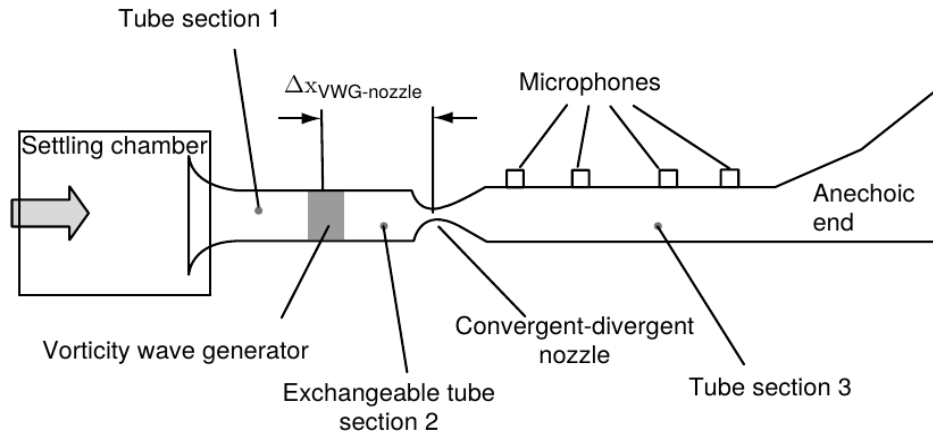 Tube section 1
Δx_VWG-nozzle
Microphones
Settling chamber
Anechoic
end
Vorticity wave generator
Convergent-divergent
nozzle
Exchangeable tube
section 2
Tube section 3